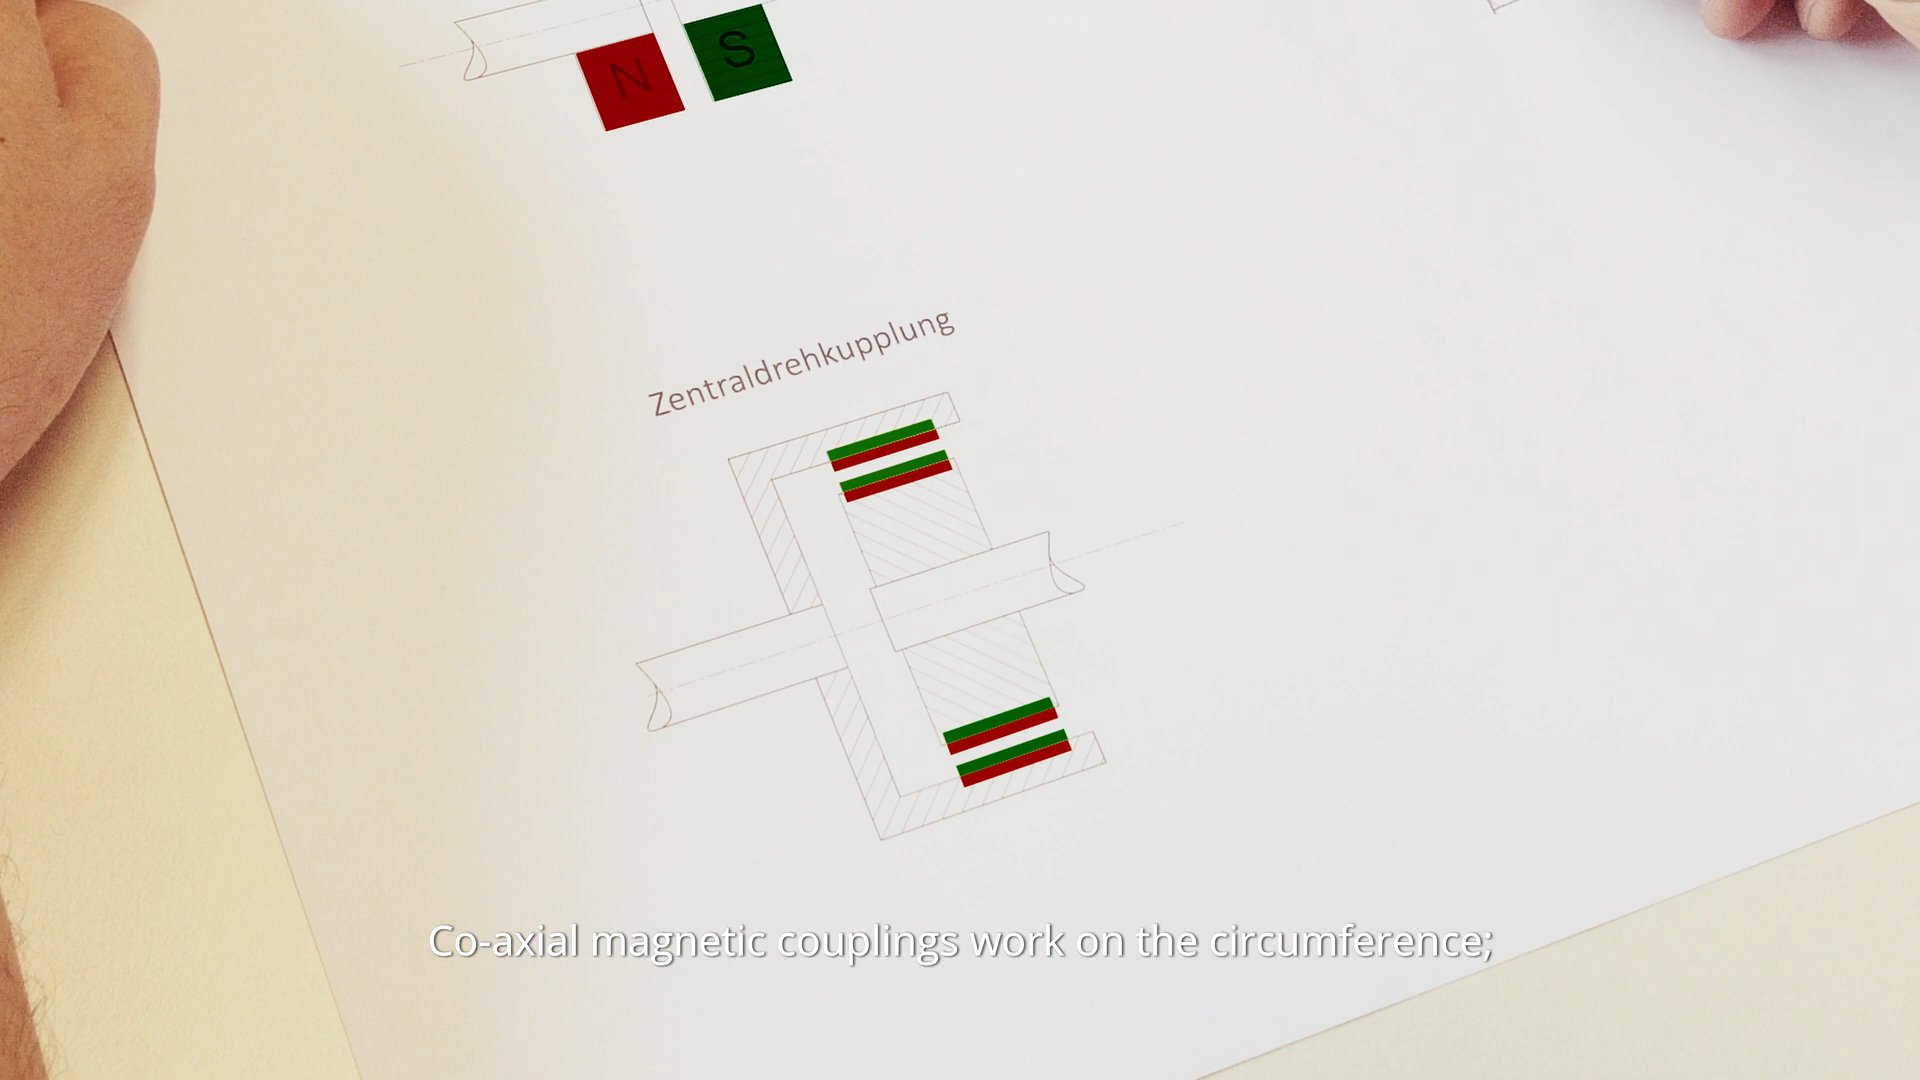 N S
Zentraldrehkupplung
Co-axial magnetic couplings work on the circumference;